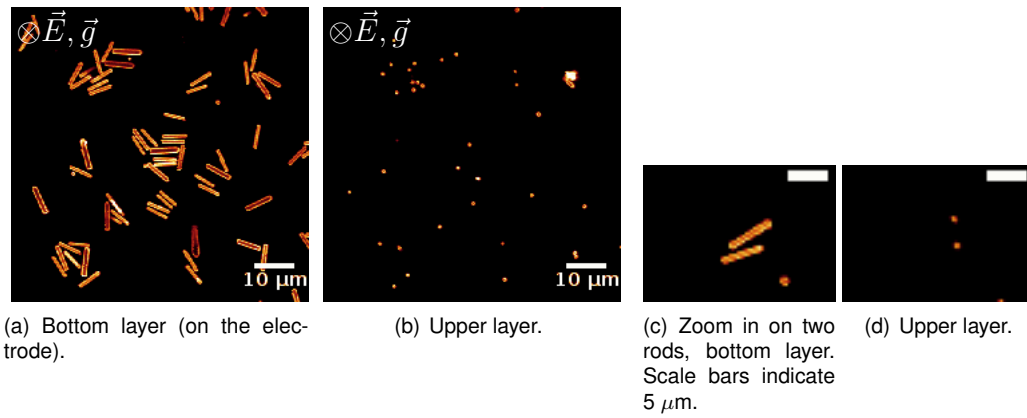 ⊗E⃗, g⃗
⊗E⃗, g⃗
10 µm
10 µm
(a) Bottom layer (on the elec-
trode).
(b) Upper layer.
(c) Zoom in on two
rods, bottom layer.
Scale bars indicate
5 μm.
(d) Upper layer.